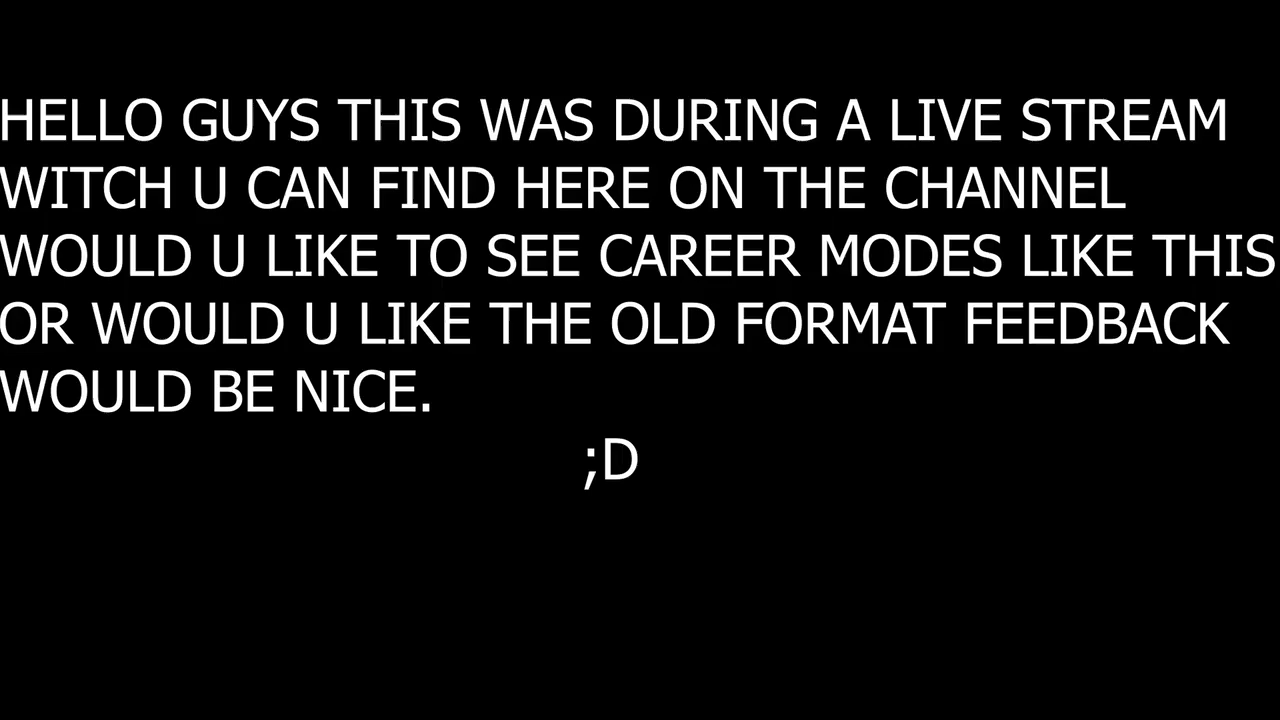 HELLO GUYS THIS WAS DURING A LIVE STREAM
WITCH U CAN FIND HERE ON THE CHANNEL
WOULD U LIKE TO SEE CAREER MODES LIKE THIS
OR WOULD U LIKE THE OLD FORMAT FEEDBACK
WOULD BE NICE.
;D